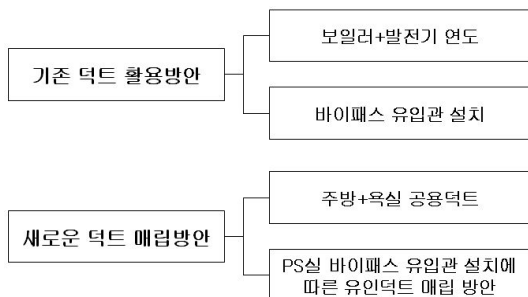 보일러+발전기 연도
기존 덕트 활용방안
바이패스 유입관 설치
주방+욕실 공용덕트
새로운 덕트 매립방안
PS실 바이패스 유입관 설치에
따른 유인덕트 매립 방안